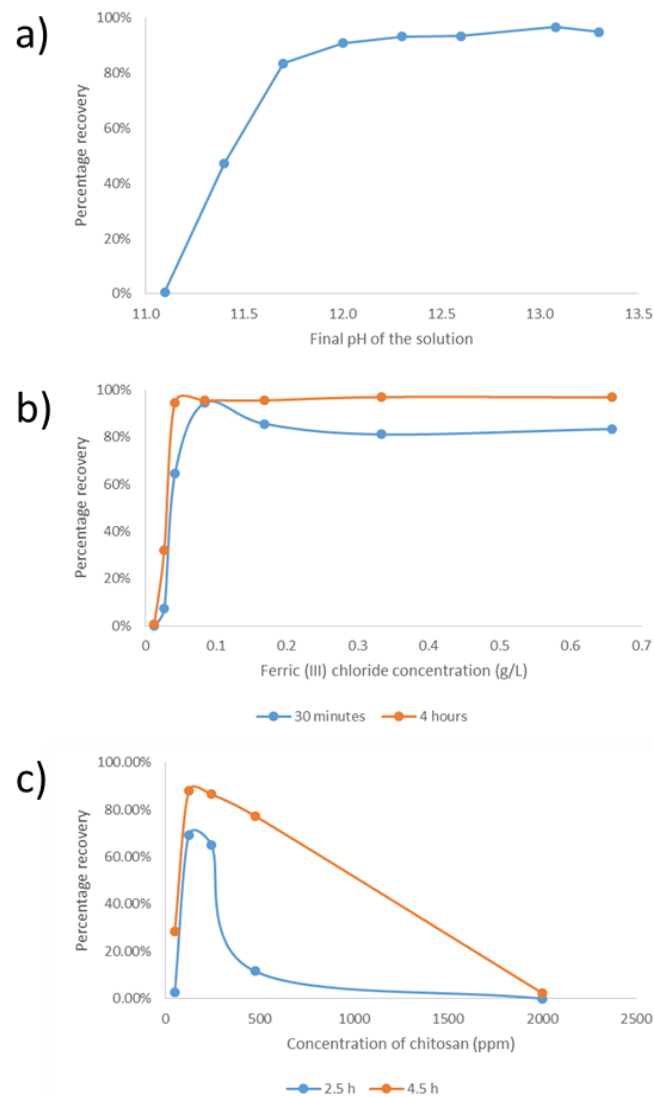 a)
100%
80%
60%
40%
20%
0%
Percentage recovery
11.0 11.5 12.0 12.5 13.0 13.5
Final pH of the solution
b)
100%
80%
60%
40%
20%
0%
Percentage recovery
0 0.1 0.2 0.3 0.4 0.5 0.6 0.7
Ferric (III) chloride concentration (g/L)
30 minutes 4 hours
c)
100.00%
80.00%
60.00%
40.00%
20.00%
0.00%
Percentage recovery
0 500 1000 1500 2000 2500
Concentration of chitosan (ppm)
2.5 h 4.5 h